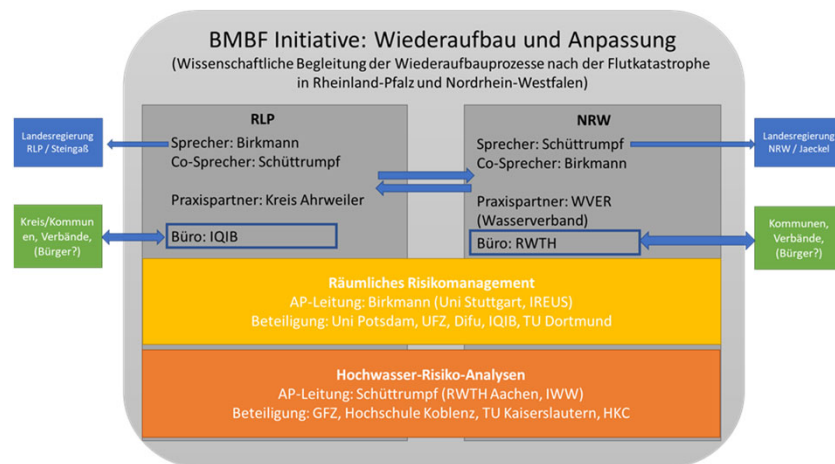 BMBF Initiative: Wiederaufbau und Anpassung
(Wissenschaftliche Begleitung der Wiederaufbauprozesse nach der Flutkatastrophe
in Rheinland-Pfalz und Nordrhein-Westfalen)
Landesregierung
RLP / Steingaß
Kreis/Kommun
en, Verbände,
(Bürger?)
RLP
Sprecher: Birkmann
Co-Sprecher: Schüttrumpf
Praxispartner: Kreis Ahrweiler
Büro: IQIB
NRW
Sprecher: Schüttrumpf
Co-Sprecher: Birkmann
Praxispartner: WVER
(Wasserverband)
Büro: RWTH
Landesregierung
NRW / Jaeckel
Kommunen,
Verbände,
(Bürger?)
Räumliches Risikomanagement
AP-Leitung: Birkmann (Uni Stuttgart, IREUS)
Beteiligung: Uni Potsdam, UFZ, Difu, IQIB, TU Dortmund
Hochwasser-Risiko-Analysen
AP-Leitung: Schüttrumpf (RWTH Aachen, IWW)
Beteiligung: GFZ, Hochschule Koblenz, TU Kaiserslautern, HKC